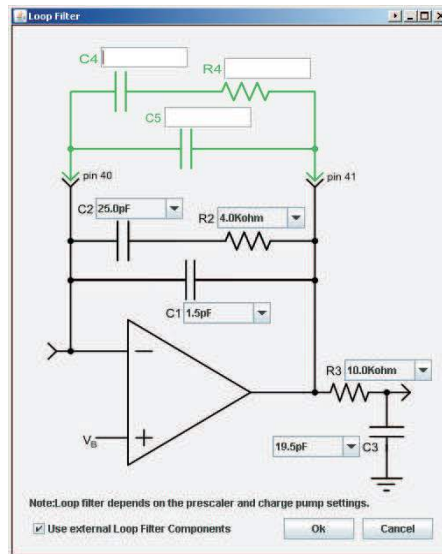 Loop Filter
C4
R4
C5
pin 40
pin 41
C2 25.0pF
R2 4.0Kohm
C1 1.5pF
R3 10.0Kohm
−
+
VB
19.5pF C3
Note:Loop filter depends on the prescaler and charge pump settings.
Use external Loop Filter Components
Ok
Cancel